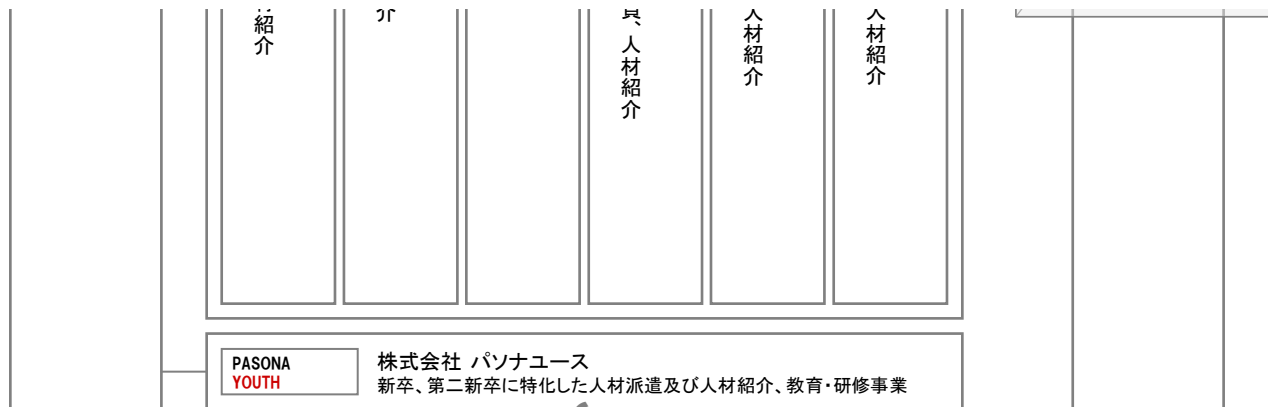 紹介
介
、人材紹介
人材紹介
人材紹介
PASONA
YOUTH
株式会社 パソナユース
新卒、第二新卒に特化した人材派遣及び人材紹介、教育・研修事業